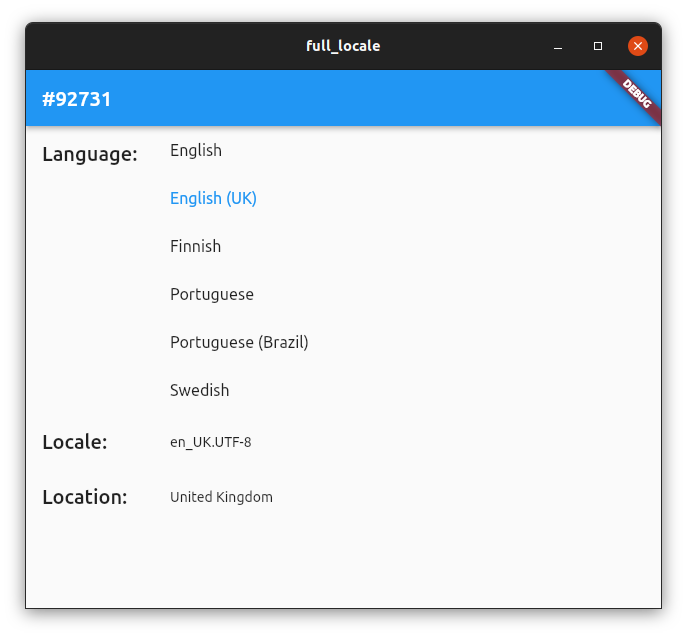 full_locale
#92731
DEBUG
Language:
English
English (UK)
Finnish
Portuguese
Portuguese (Brazil)
Swedish
Locale:
en_UK.UTF-8
Location:
United Kingdom